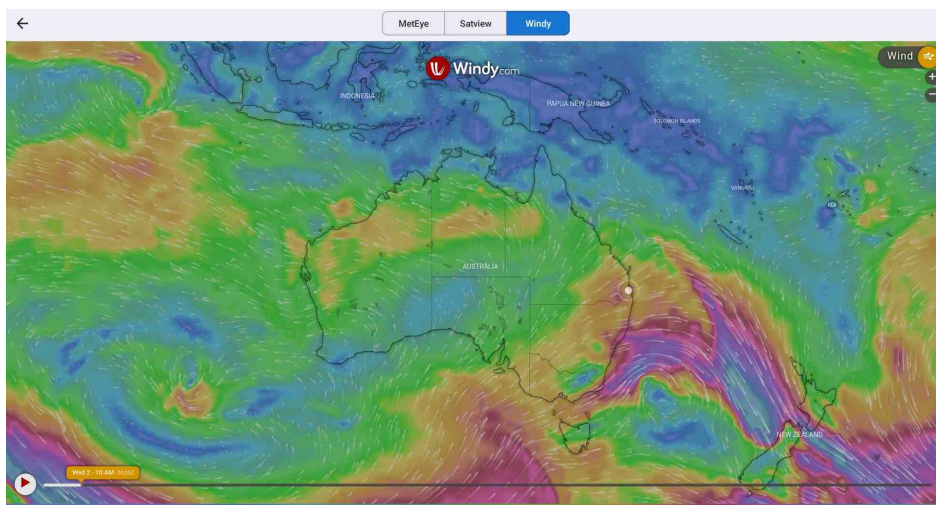 MetEye
Satview
Windy
Windy.com
Wind
INDONESIA
PAPUA NEW GUINEA
SOLOMON ISLANDS
VANUATU
FIJI
AUSTRALIA
NEW ZEALAND
Wed 2 - 10 AM